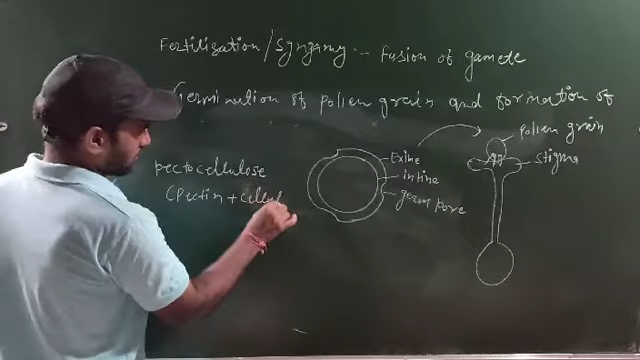 Fertilization / Syngamy :- Fusion of gamete
Germination of pollen grain and formation of
Pectocellulose
(Pectin + Cellul
Exine
intine
germ pore
Pollen grain
Stigma